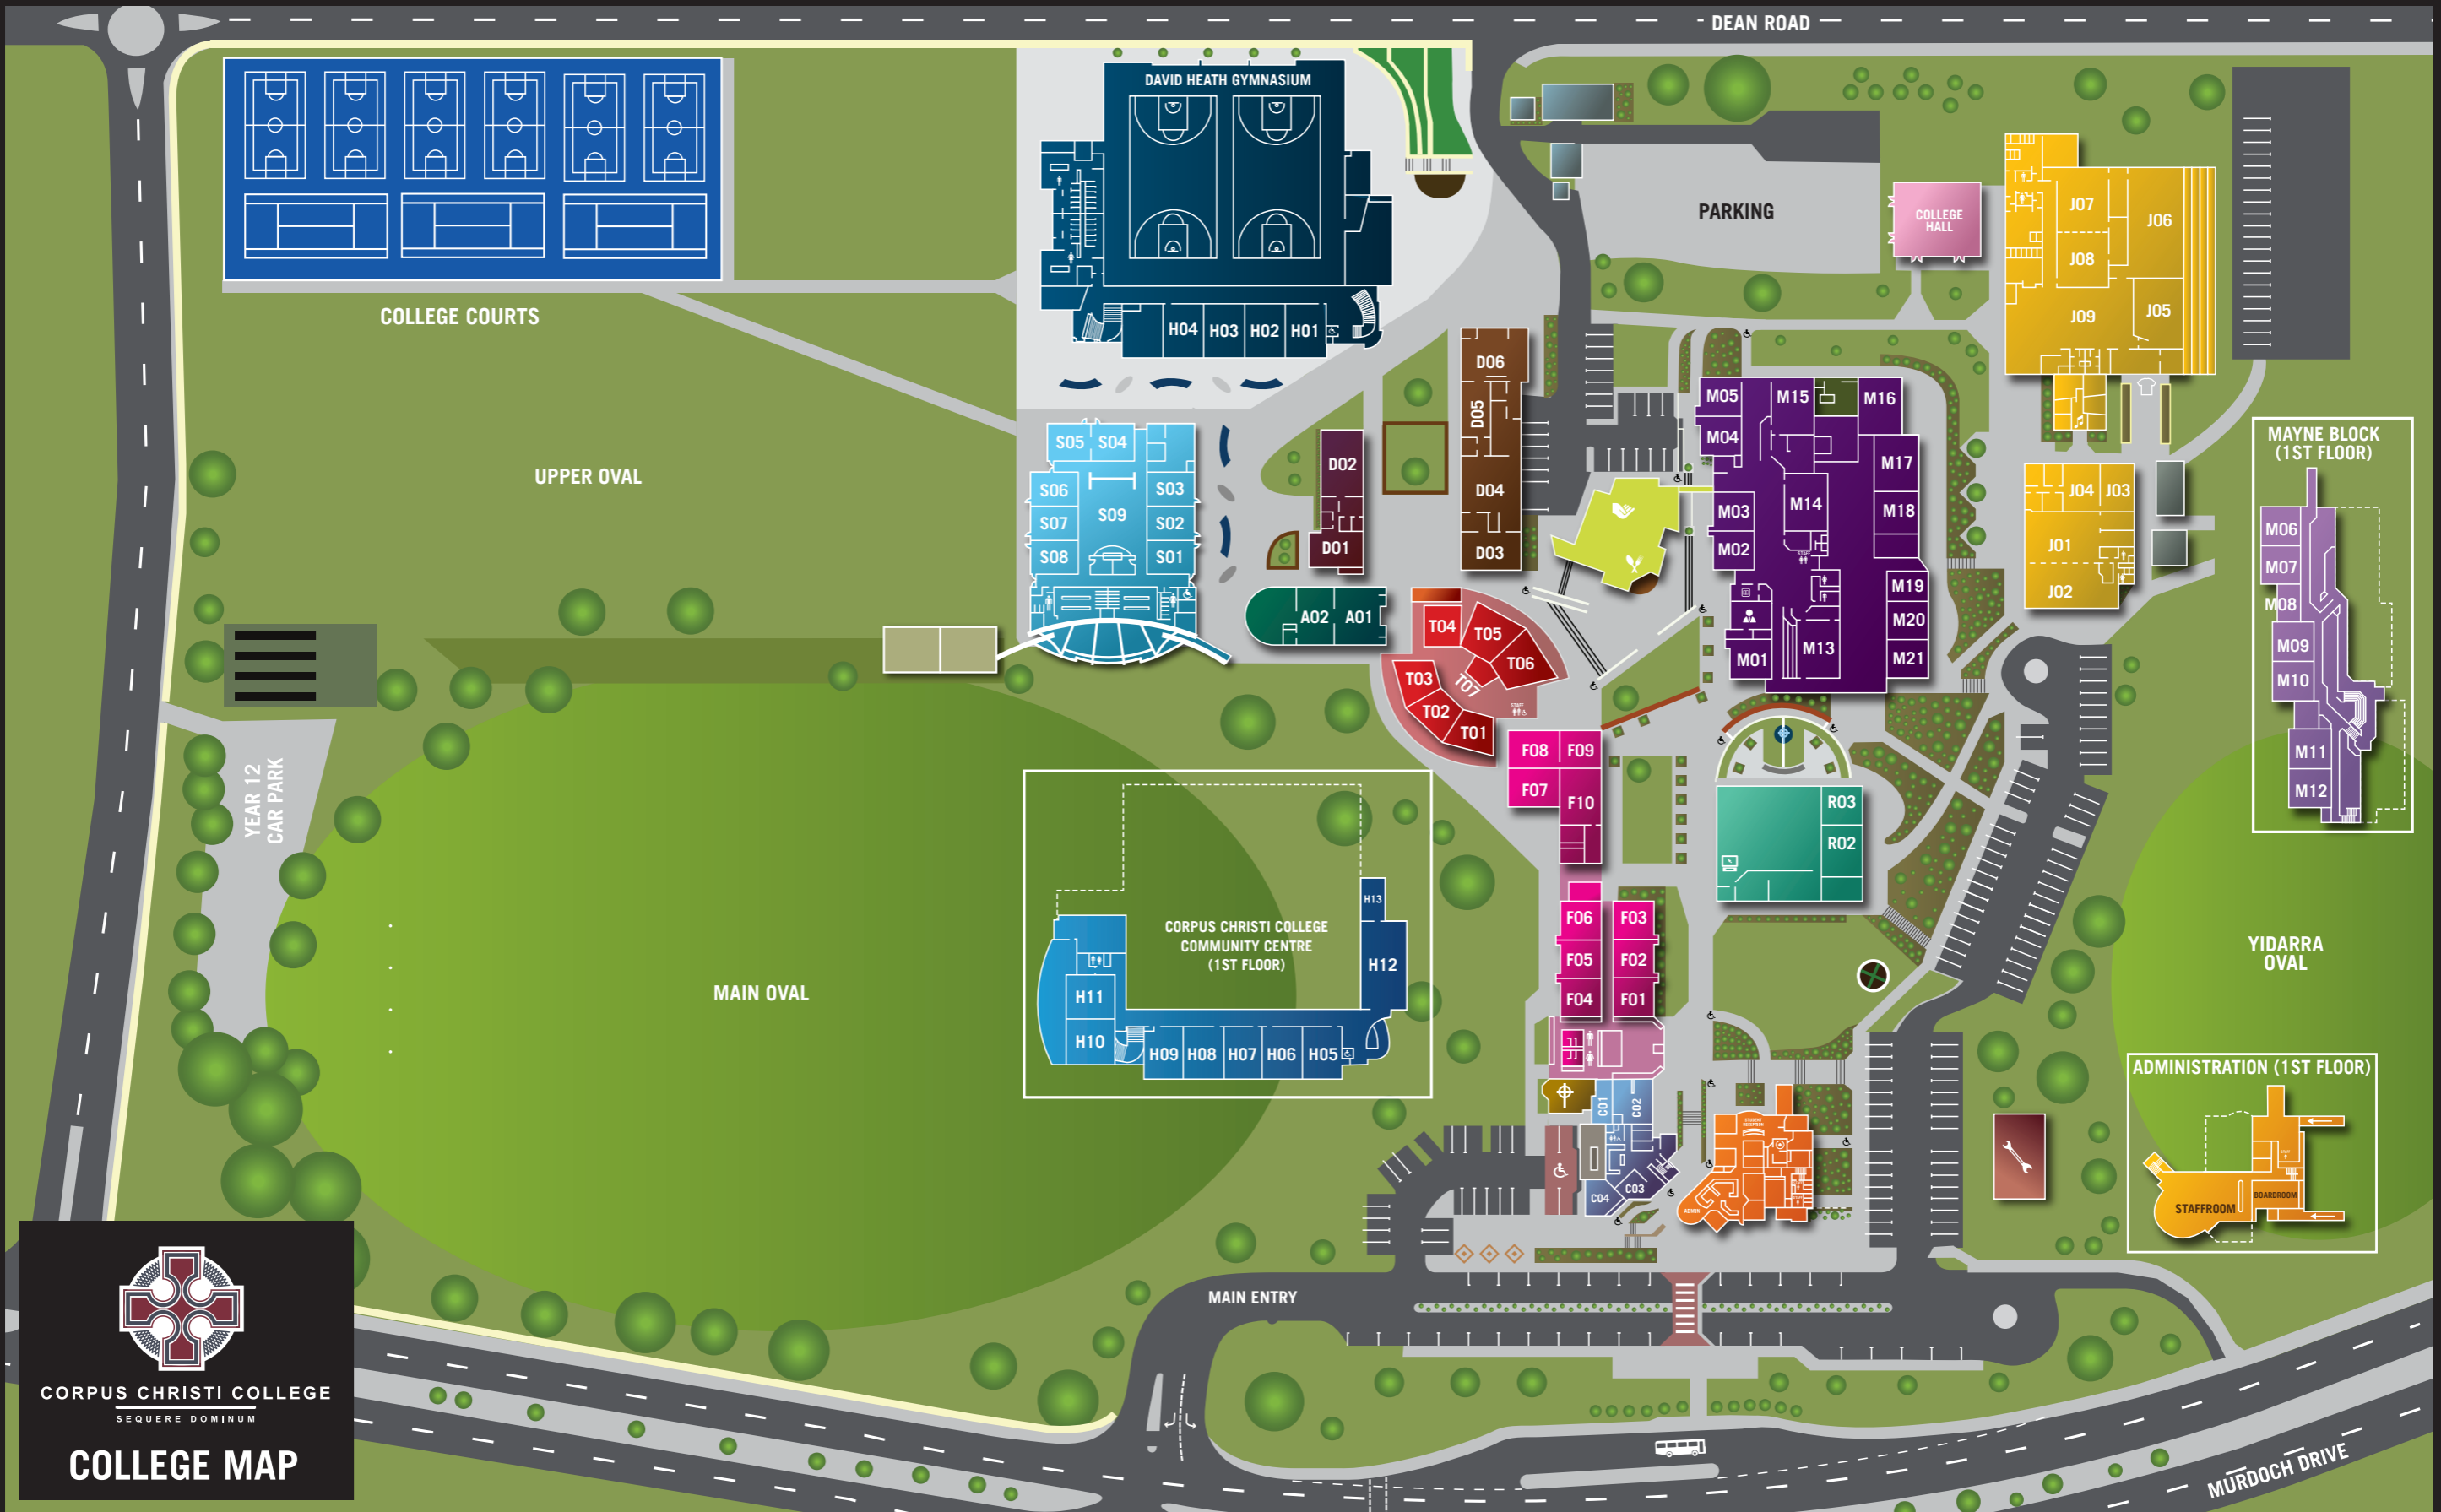 DEAN ROAD
DAVID HEATH GYMNASIUM
COLLEGE COURTS
H04 H03 H02 H01
PARKING
COLLEGE
HALL
J07
J06
J08
J09
J05
D06
D05
D04
D03
D02
D01
M05
M15
M16
M04
M17
M03
M14
M18
M02
STAFF
M19
M20
M01
M13
M21
UPPER OVAL
S05 S04
S06
S03
S09
S07
S02
S08
S01
A02 A01
J04 J03
J01
J02
MAYNE BLOCK
(1ST FLOOR)
M06
M07
M08
M09
M10
M11
M12
T04
T05
T06
T03
T07
T02
T01
STAFF
F08 F09
F07
F10
R03
R02
YEAR 12
CAR PARK
MAIN OVAL
CORPUS CHRISTI COLLEGE
COMMUNITY CENTRE
(1ST FLOOR)
H13
H12
H11
H10
H09 H08 H07 H06 H05
F06 F03
F05 F02
F04 F01
YIDARRA
OVAL
C01
C02
C03
C04
STUDENT
RECEPTION
ADMIN
ADMINISTRATION (1ST FLOOR)
BOARDROOM
STAFFROOM
MAIN ENTRY
CORPUS CHRISTI COLLEGE
SEQUERE DOMINUM
COLLEGE MAP
MURDOCH DRIVE